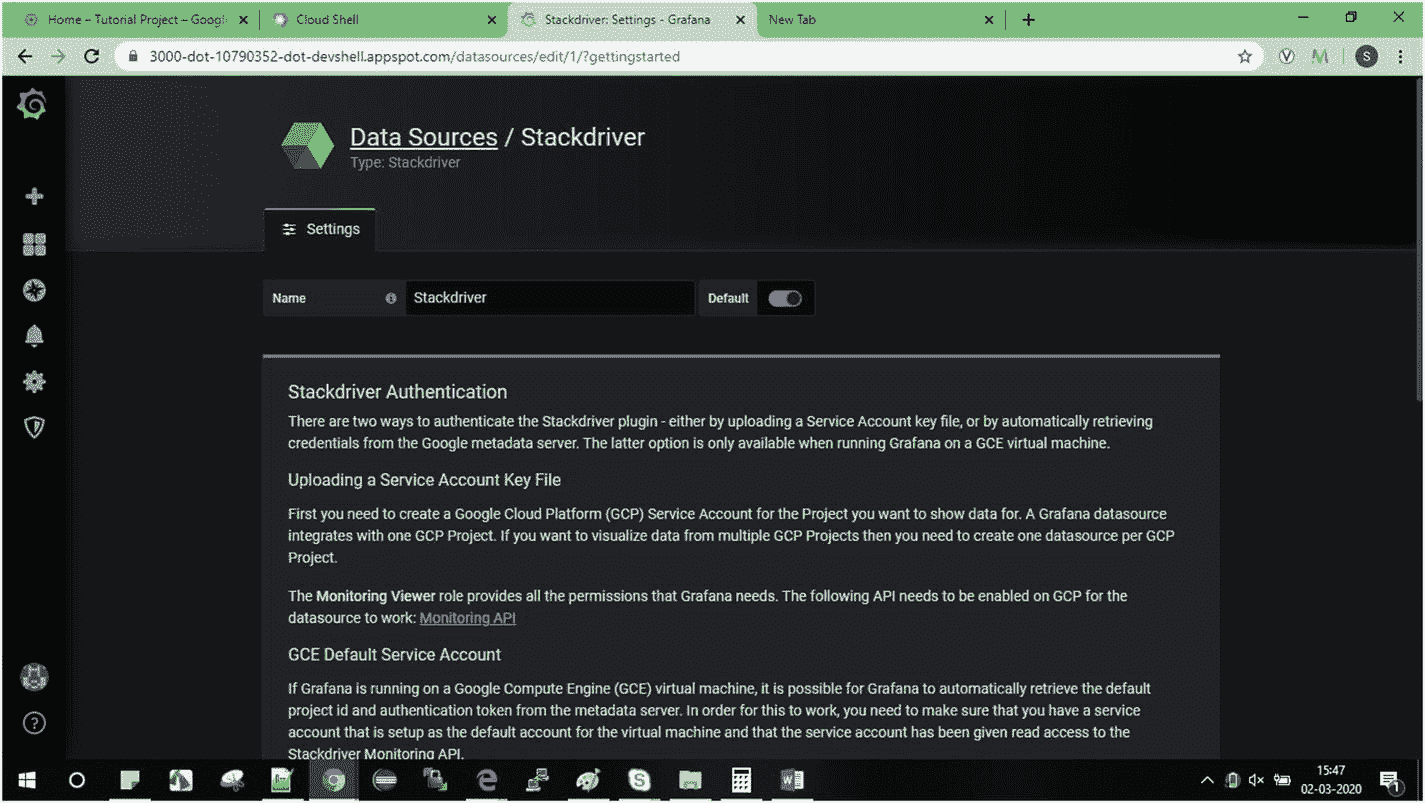 Home – Tutorial Project – Googl
Cloud Shell
Stackdriver: Settings - Grafana
New Tab
3000-dot-10790352-dot-devshell.appspot.com/datasources/edit/1/?gettingstarted
S
Data Sources / Stackdriver
Type: Stackdriver
Settings
Name
Stackdriver
Default
Stackdriver Authentication
There are two ways to authenticate the Stackdriver plugin - either by uploading a Service Account key file, or by automatically retrieving
credentials from the Google metadata server. The latter option is only available when running Grafana on a GCE virtual machine.
Uploading a Service Account Key File
First you need to create a Google Cloud Platform (GCP) Service Account for the Project you want to show data for. A Grafana datasource
integrates with one GCP Project. If you want to visualize data from multiple GCP Projects then you need to create one datasource per GCP
Project.
The Monitoring Viewer role provides all the permissions that Grafana needs. The following API needs to be enabled on GCP for the
datasource to work: Monitoring API
GCE Default Service Account
If Grafana is running on a Google Compute Engine (GCE) virtual machine, it is possible for Grafana to automatically retrieve the default
project id and authentication token from the metadata server. In order for this to work, you need to make sure that you have a service
account that is setup as the default account for the virtual machine and that the service account has been given read access to the
Stackdriver Monitoring API.
15:47
02-03-2020
1